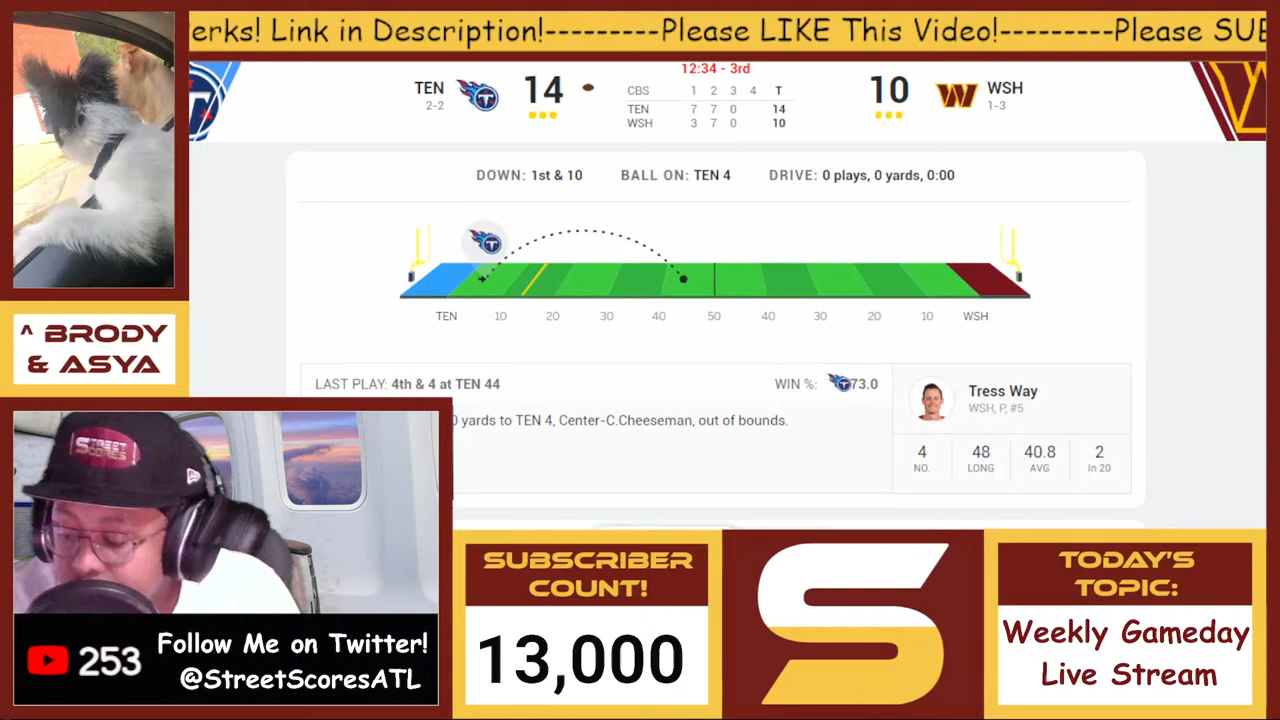 erks! Link in Description!---------Please LIKE This Video!---------Please SUB
TEN
2-2
14
12:34 - 3rd
CBS 1 2 3 4 T
TEN 7 7 0 14
WSH 3 7 0 10
10
WSH
1-3
DOWN: 1st & 10 BALL ON: TEN 4 DRIVE: 0 plays, 0 yards, 0:00
TEN 10 20 30 40 50 40 30 20 10 WSH
LAST PLAY: 4th & 4 at TEN 44 WIN %: 73.0
0 yards to TEN 4, Center-C.Cheeseman, out of bounds.
Tress Way
WSH, P, #5
4 48 40.8 2
NO. LONG AVG In 20
^ BRODY
& ASYA
STREET
SCORES
253
Follow Me on Twitter!
@StreetScoresATL
SUBSCRIBER
COUNT!
13,000
S
TODAY'S
TOPIC:
Weekly Gameday
Live Stream